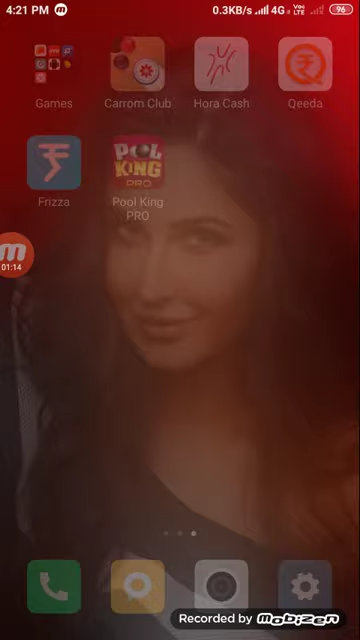 4:21 PM
0.3KB/s 4G VoLTE 96
Games Carrom Club Hora Cash Qeeda
POOL KING PRO
Frizza Pool King PRO
01:14
Recorded by MOBIZEN